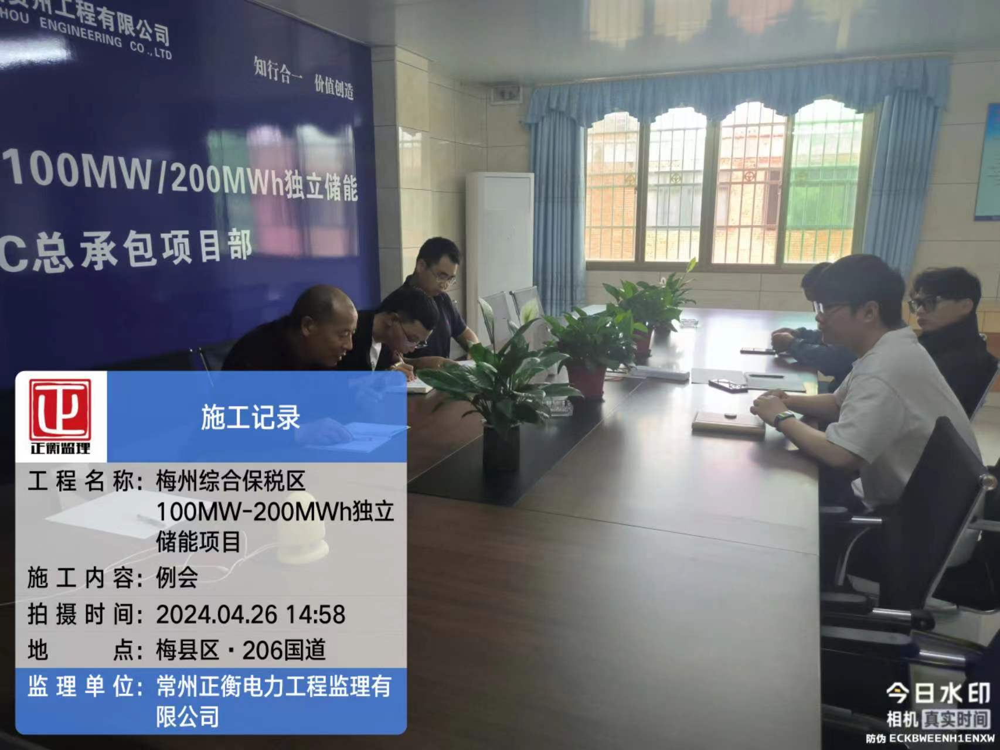 贵州工程有限公司
HOU ENGINEERING CO.,LTD
知行合一 价值创造
100MW/200MWh独立储能
C总承包项目部
正衡监理
施工记录
工程名称：梅州综合保税区
100MW-200MWh独立
储能项目
施工内容：例会
拍摄时间：2024.04.26 14:58
地点：梅县区·206国道
监理单位：常州正衡电力工程监理有
限公司
今日水印
相机 真实时间
防伪 ECKBWEENH1ENXW